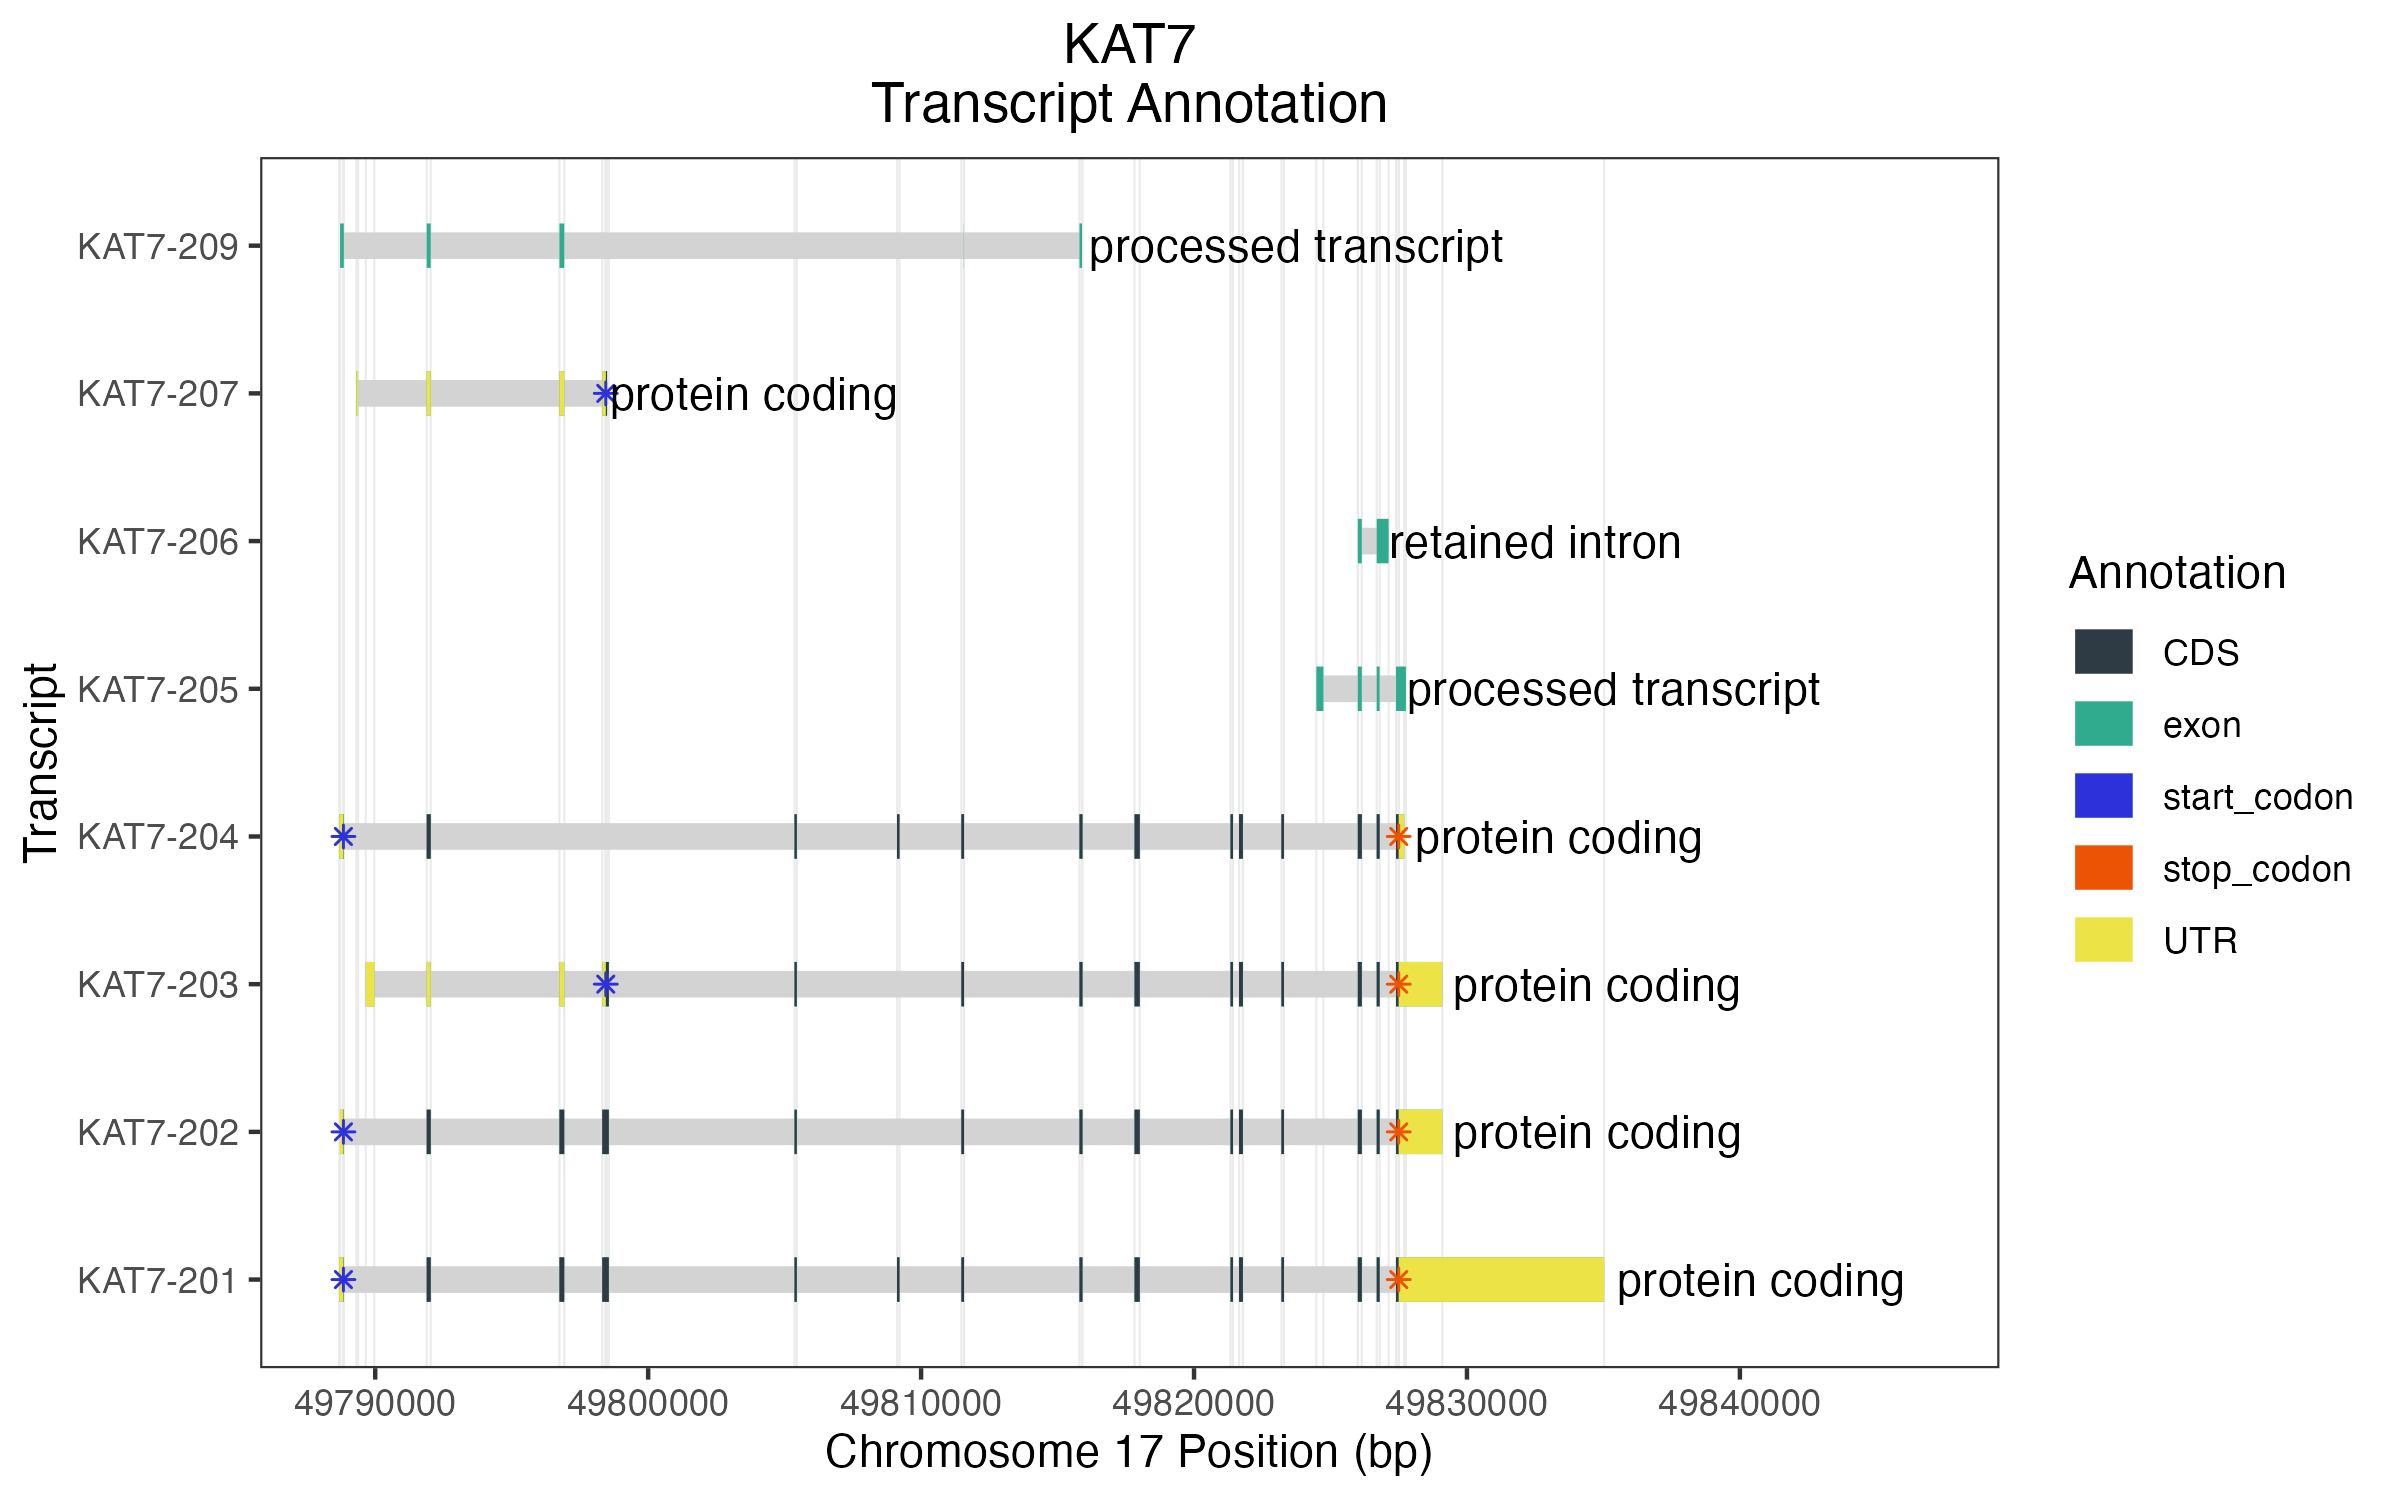 KAT7
Transcript Annotation
Transcript
KAT7-209
processed transcript
KAT7-207
protein coding
KAT7-206
retained intron
KAT7-205
processed transcript
KAT7-204
protein coding
KAT7-203
protein coding
KAT7-202
protein coding
KAT7-201
protein coding
49790000
49800000
49810000
49820000
49830000
49840000
Chromosome 17 Position (bp)
Annotation
CDS
exon
start_codon
stop_codon
UTR